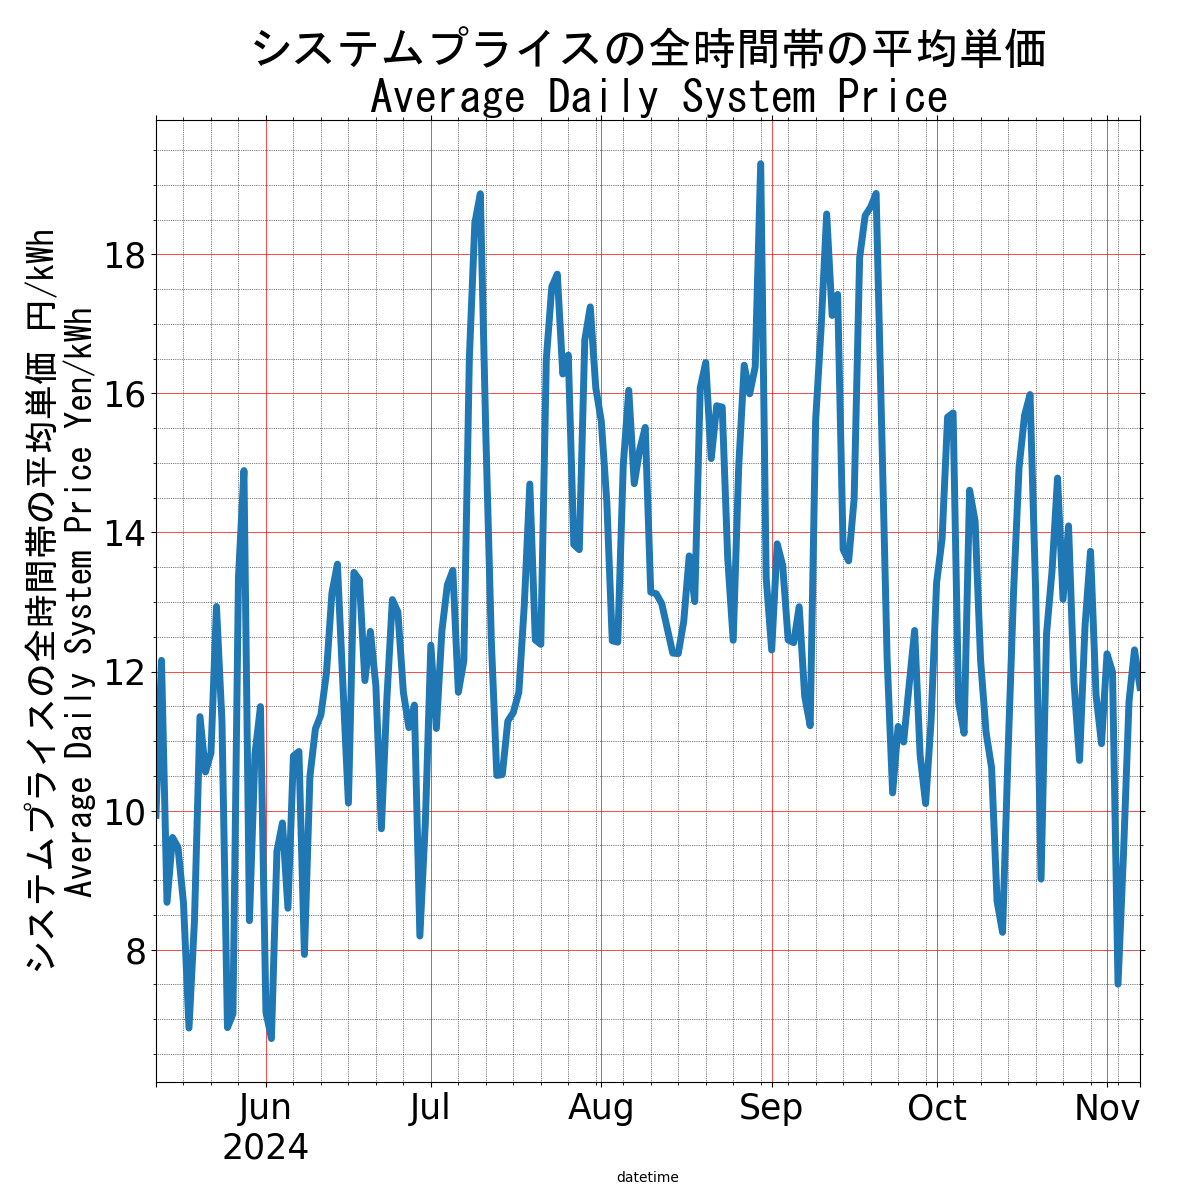 システムプライスの全時間帯の平均単価
Average Daily System Price
システムプライスの全時間帯の平均単価 円/kWh
Average Daily System Price Yen/kWh
18
16
14
12
10
8
Jun
2024
Jul
Aug
Sep
Oct
Nov
datetime